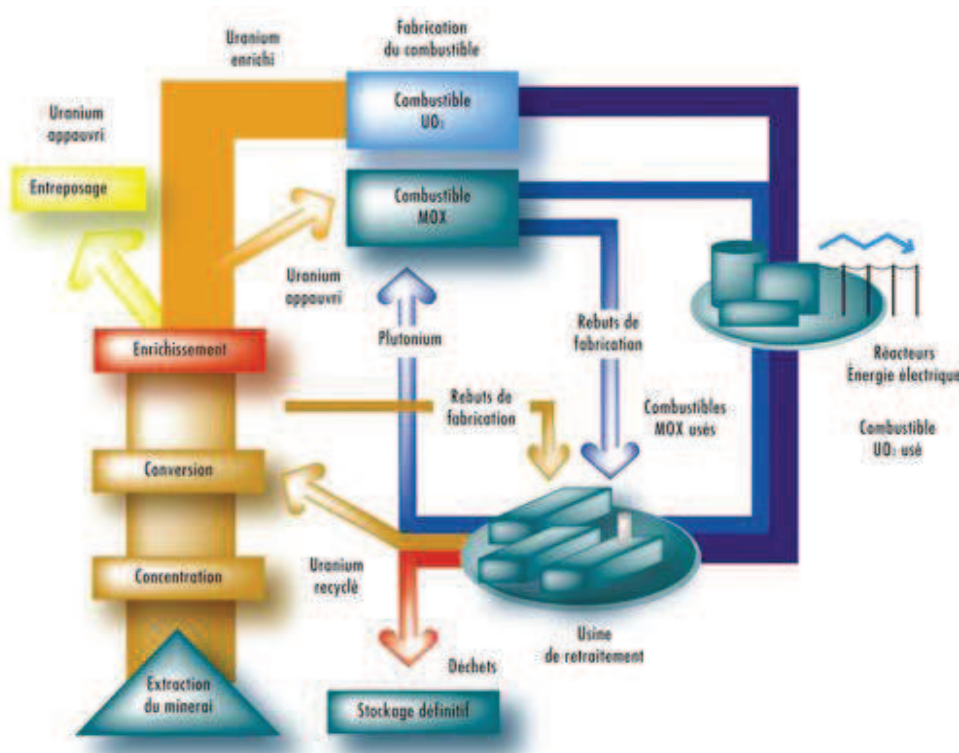 Uranium
enrichi
Fabrication
du combustible
Combustible
UO₂
Uranium
appauvri
Entreposage
Combustible
MOX
Uranium
appauvri
Plutonium
Rebuts de
fabrication
Enrichissement
Réacteurs
Énergie électrique
Rebuts de
fabrication
Combustibles
MOX usés
Combustible
UO₂ usé
Conversion
Concentration
Uranium
recyclé
Usine
de retraitement
Extraction
du minerai
Déchets
Stockage définitif